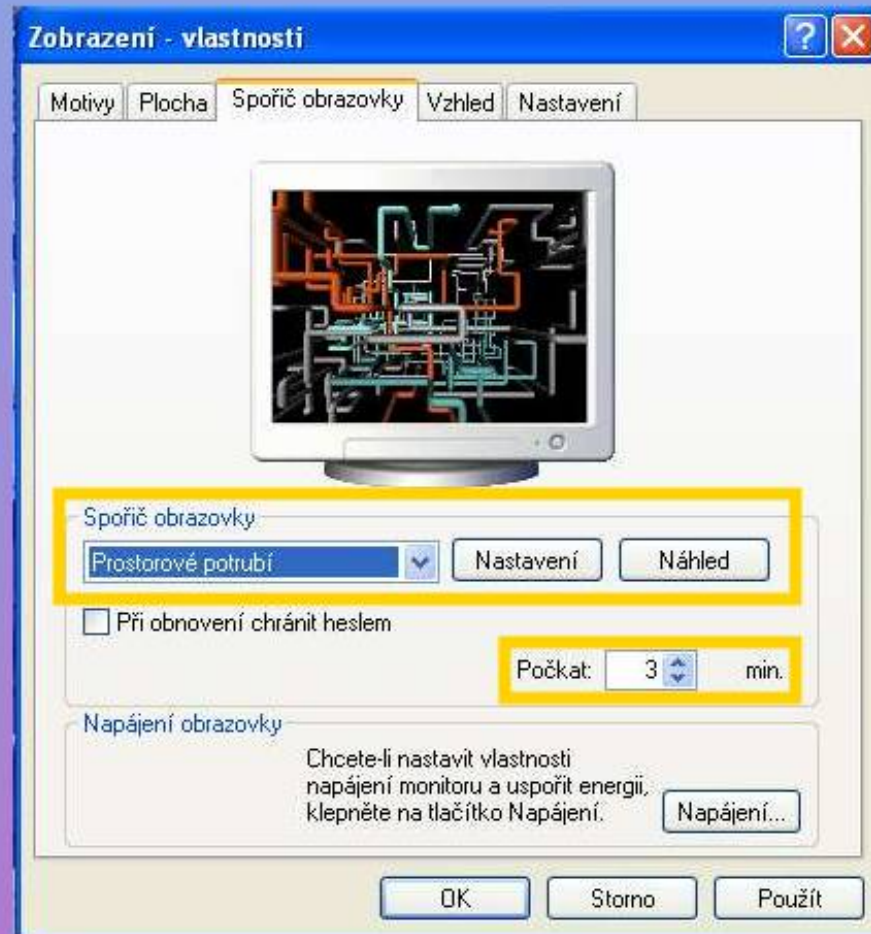 Zobrazení - vlastnosti
Motivy Plocha Spořič obrazovky Vzhled Nastavení
Spořič obrazovky
Prostorové potrubí Nastavení Náhled
Při obnovení chránit heslem
Počkat: 3 min.
Napájení obrazovky
Chcete-li nastavit vlastnosti
napájení monitoru a uspořit energii,
klepněte na tlačítko Napájení.
Napájení...
OK Storno Použít